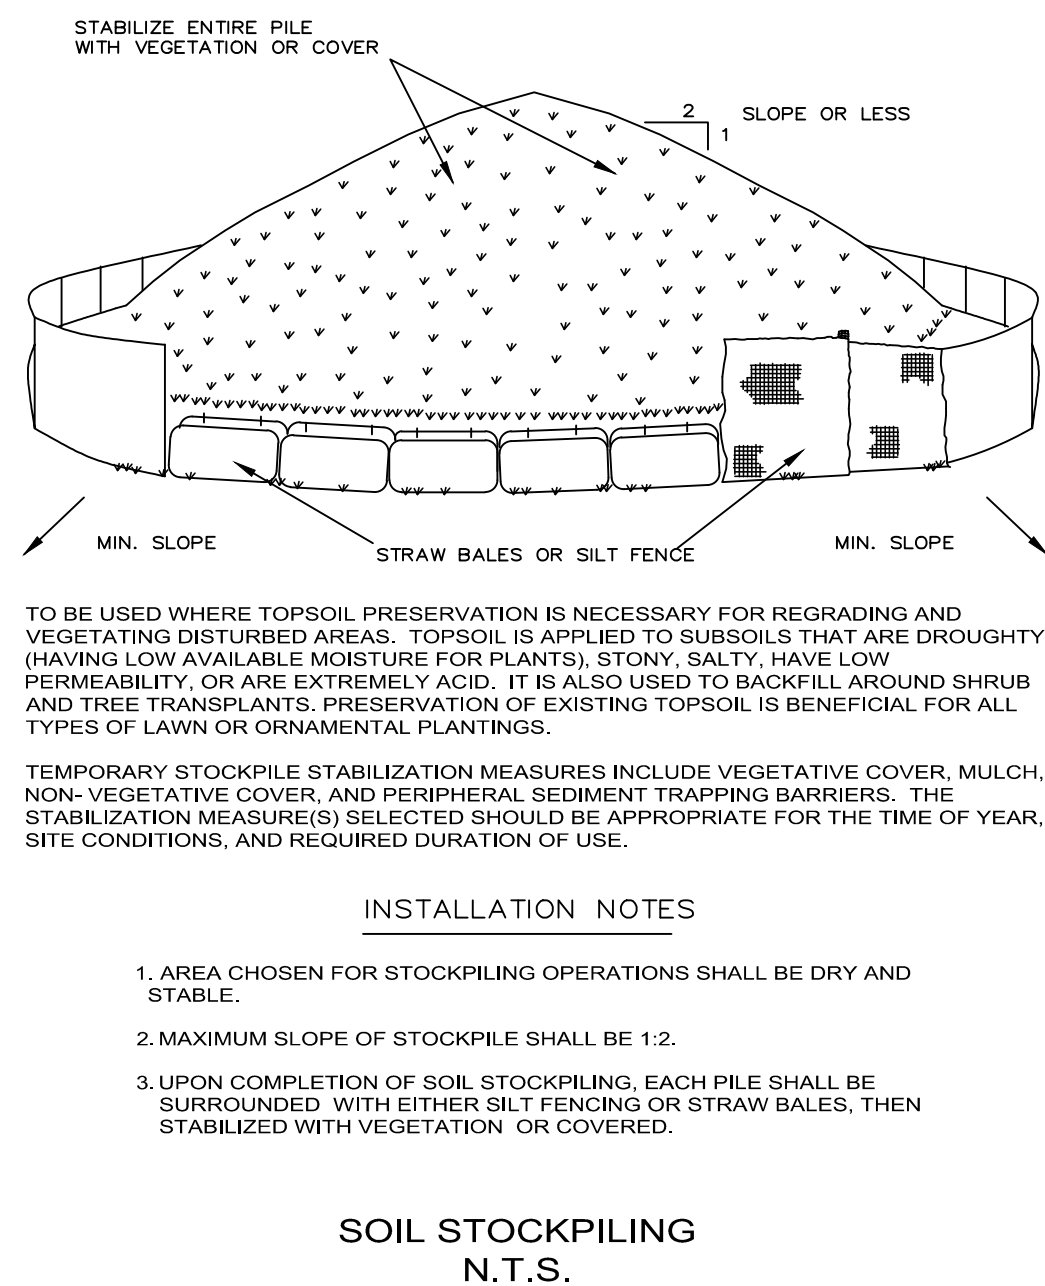 STABILIZE ENTIRE PILE
WITH VEGETATION OR COVER
2
1
SLOPE OR LESS
MIN. SLOPE
STRAW BALES OR SILT FENCE
MIN. SLOPE
TO BE USED WHERE TOPSOIL PRESERVATION IS NECESSARY FOR REGRADING AND
VEGETATING DISTURBED AREAS. TOPSOIL IS APPLIED TO SUBSOILS THAT ARE DROUGHTY
(HAVING LOW AVAILABLE MOISTURE FOR PLANTS), STONY, SALTY, HAVE LOW
PERMEABILITY, OR ARE EXTREMELY ACID. IT IS ALSO USED TO BACKFILL AROUND SHRUB
AND TREE TRANSPLANTS. PRESERVATION OF EXISTING TOPSOIL IS BENEFICIAL FOR ALL
TYPES OF LAWN OR ORNAMENTAL PLANTINGS.
TEMPORARY STOCKPILE STABILIZATION MEASURES INCLUDE VEGETATIVE COVER, MULCH,
NON- VEGETATIVE COVER, AND PERIPHERAL SEDIMENT TRAPPING BARRIERS. THE
STABILIZATION MEASURE(S) SELECTED SHOULD BE APPROPRIATE FOR THE TIME OF YEAR,
SITE CONDITIONS, AND REQUIRED DURATION OF USE.
INSTALLATION NOTES
1. AREA CHOSEN FOR STOCKPILING OPERATIONS SHALL BE DRY AND
STABLE.
2. MAXIMUM SLOPE OF STOCKPILE SHALL BE 1:2.
3. UPON COMPLETION OF SOIL STOCKPILING, EACH PILE SHALL BE
SURROUNDED WITH EITHER SILT FENCING OR STRAW BALES, THEN
STABILIZED WITH VEGETATION OR COVERED.
SOIL STOCKPILING
N.T.S.